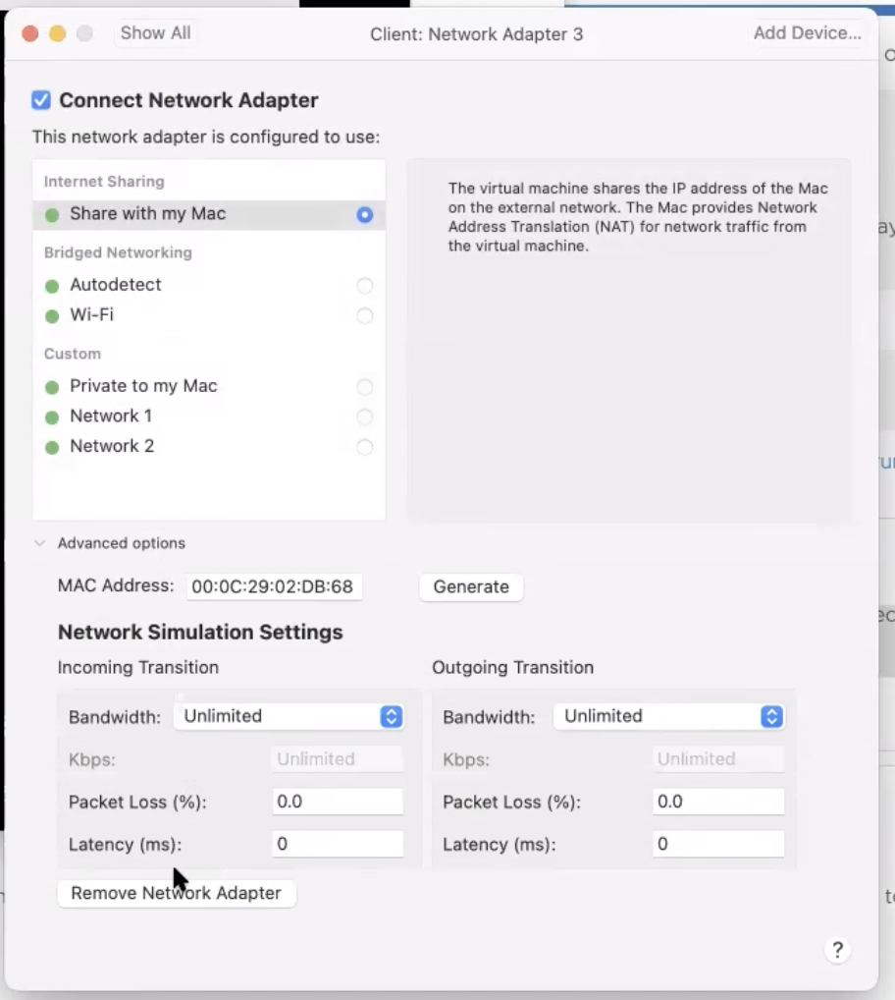 Show All
Client: Network Adapter 3
Add Device...
Connect Network Adapter
This network adapter is configured to use:
Internet Sharing
Share with my Mac
Bridged Networking
Autodetect
Wi-Fi
Custom
Private to my Mac
Network 1
Network 2
The virtual machine shares the IP address of the Mac
on the external network. The Mac provides Network
Address Translation (NAT) for network traffic from
the virtual machine.
Advanced options
MAC Address: 00:0C:29:02:DB:68 Generate
Network Simulation Settings
Incoming Transition
Bandwidth: Unlimited
Kbps: Unlimited
Packet Loss (%): 0.0
Latency (ms): 0
Outgoing Transition
Bandwidth: Unlimited
Kbps: Unlimited
Packet Loss (%): 0.0
Latency (ms): 0
Remove Network Adapter
?